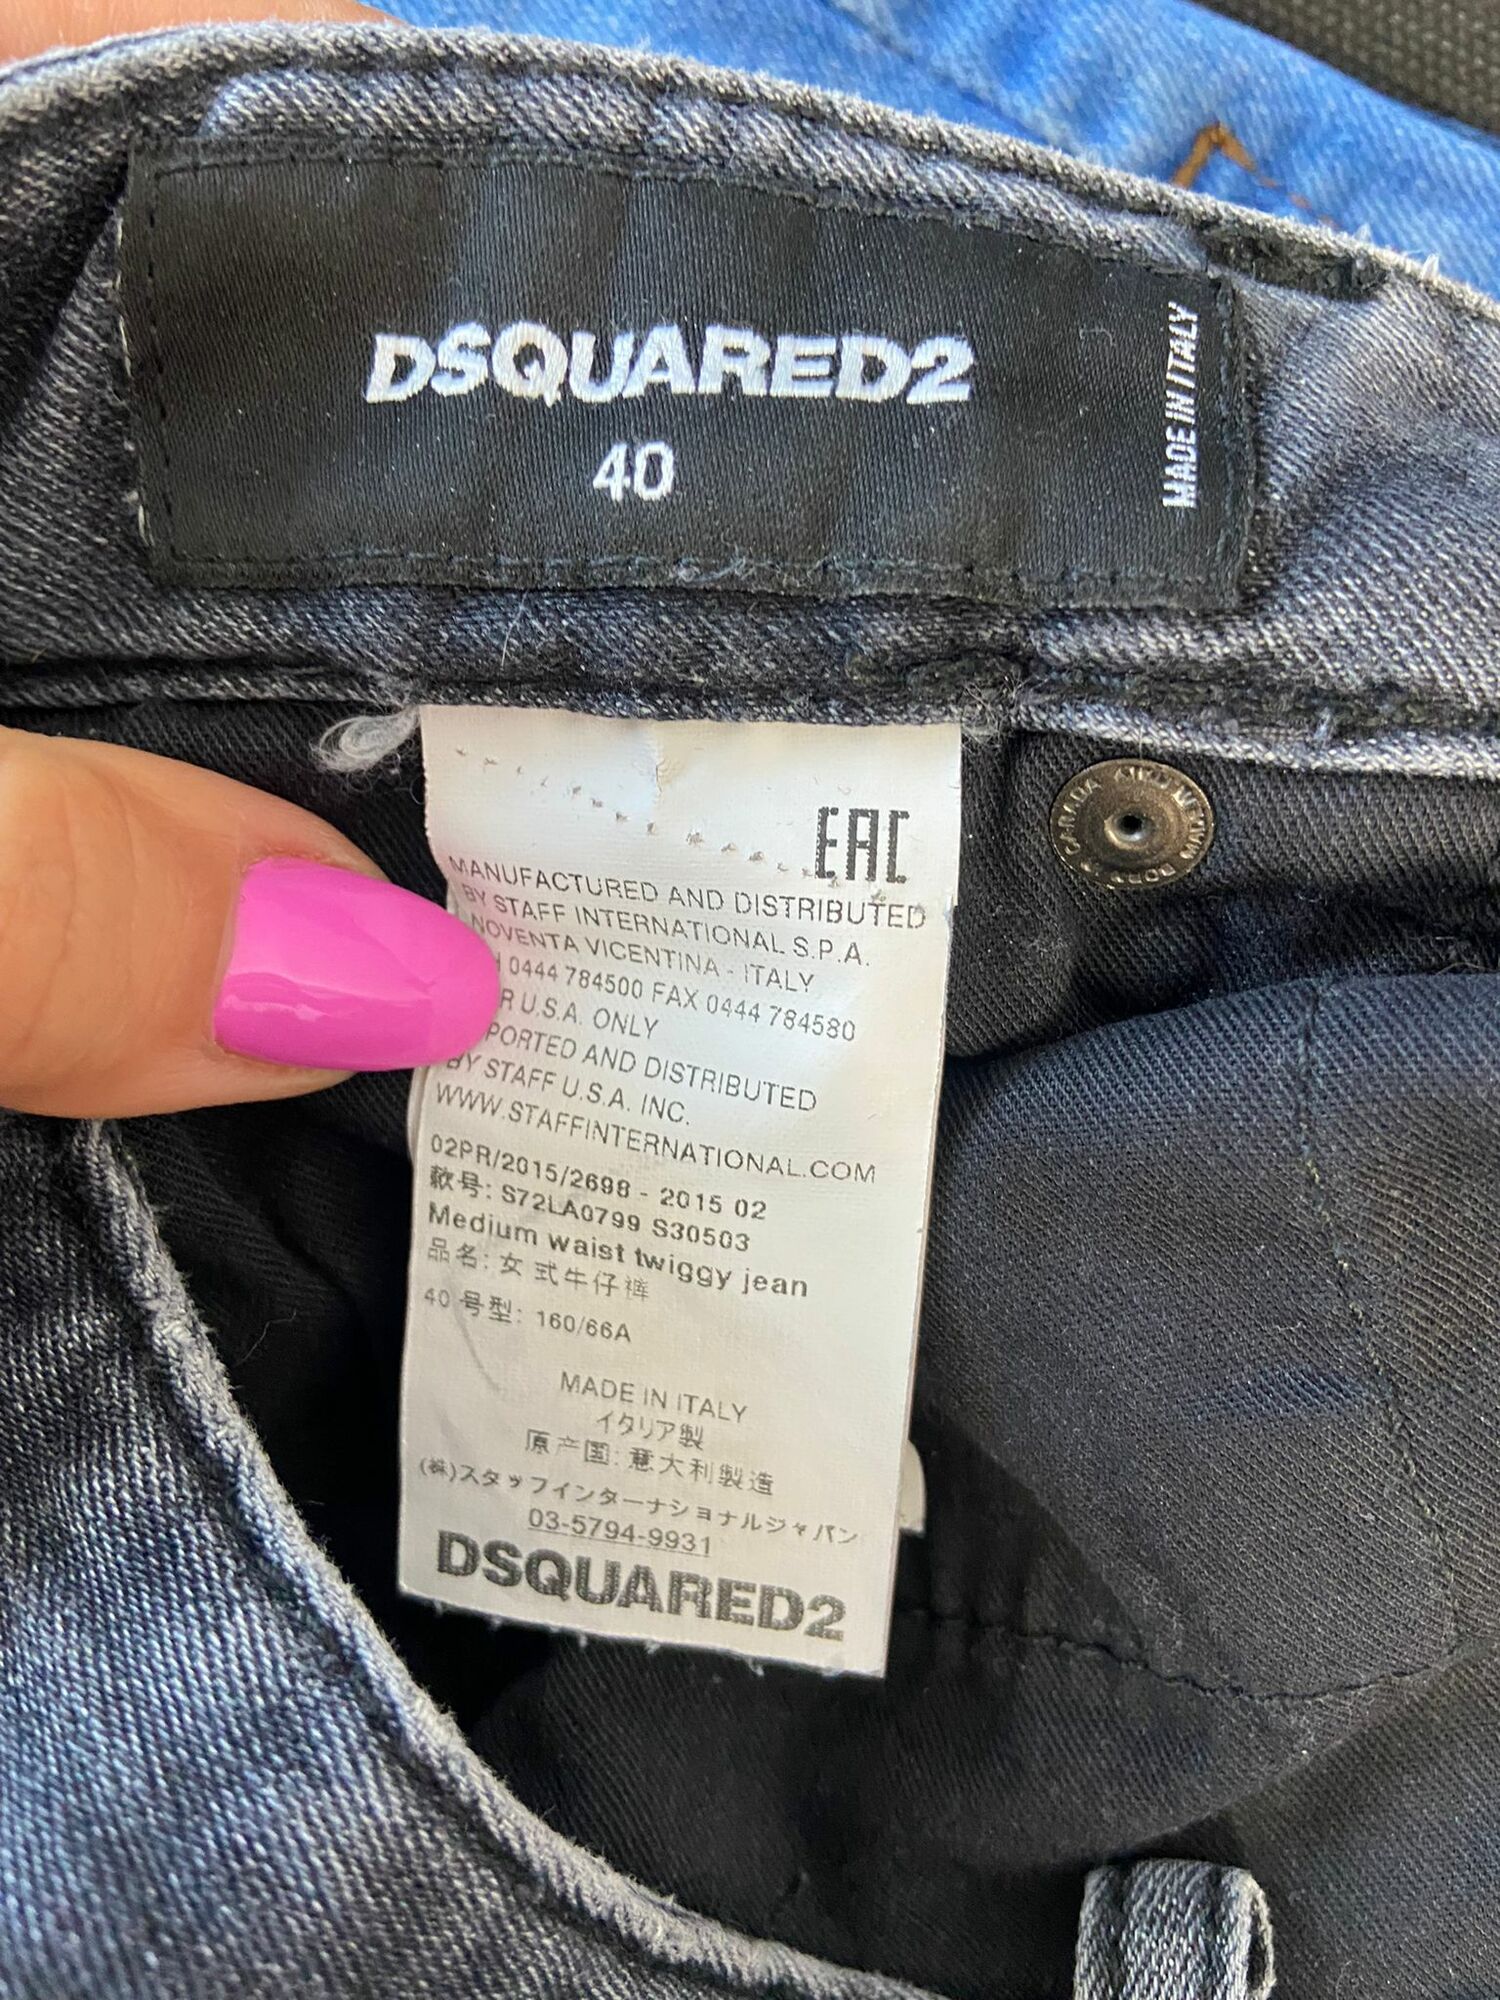 DSQUARED2
40
MADE IN ITALY
EAC
MANUFACTURED AND DISTRIBUTED
BY STAFF INTERNATIONAL S.P.A.
NOVENTA VICENTINA - ITALY
0444 784500 FAX 0444 784580
U.S.A. ONLY
AND DISTRIBUTED
BY STAFF U.S.A. INC.
WWW.STAFFINTERNATIONAL.COM
02PR/2015/2698 - 2015 02
款号: S72LA0799 S30503
Medium waist twiggy jean
品名: 女式牛仔裤
40 号型: 160/66A
MADE IN ITALY
イタリア製
原产国: 意大利製造
(株)スタッフインターナショナルジャパン
03-5794-9931
DSQUARED2